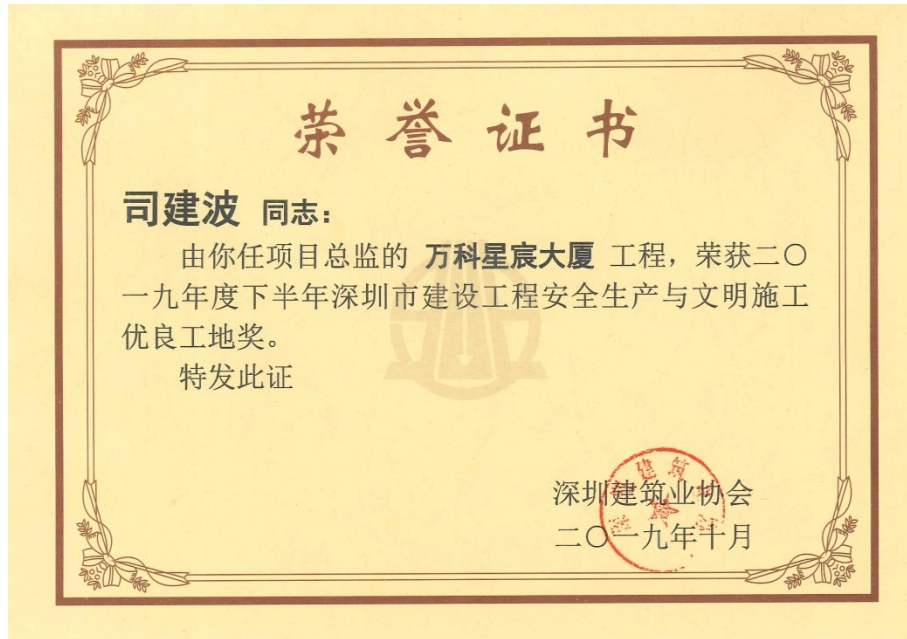 荣誉证书
司建波 同志：
由你任项目总监的 万科星宸大厦 工程，荣获二〇
一九年度下半年深圳市建设工程安全生产与文明施工
优良工地奖。
特发此证
深圳建筑业协会
二〇一九年十月